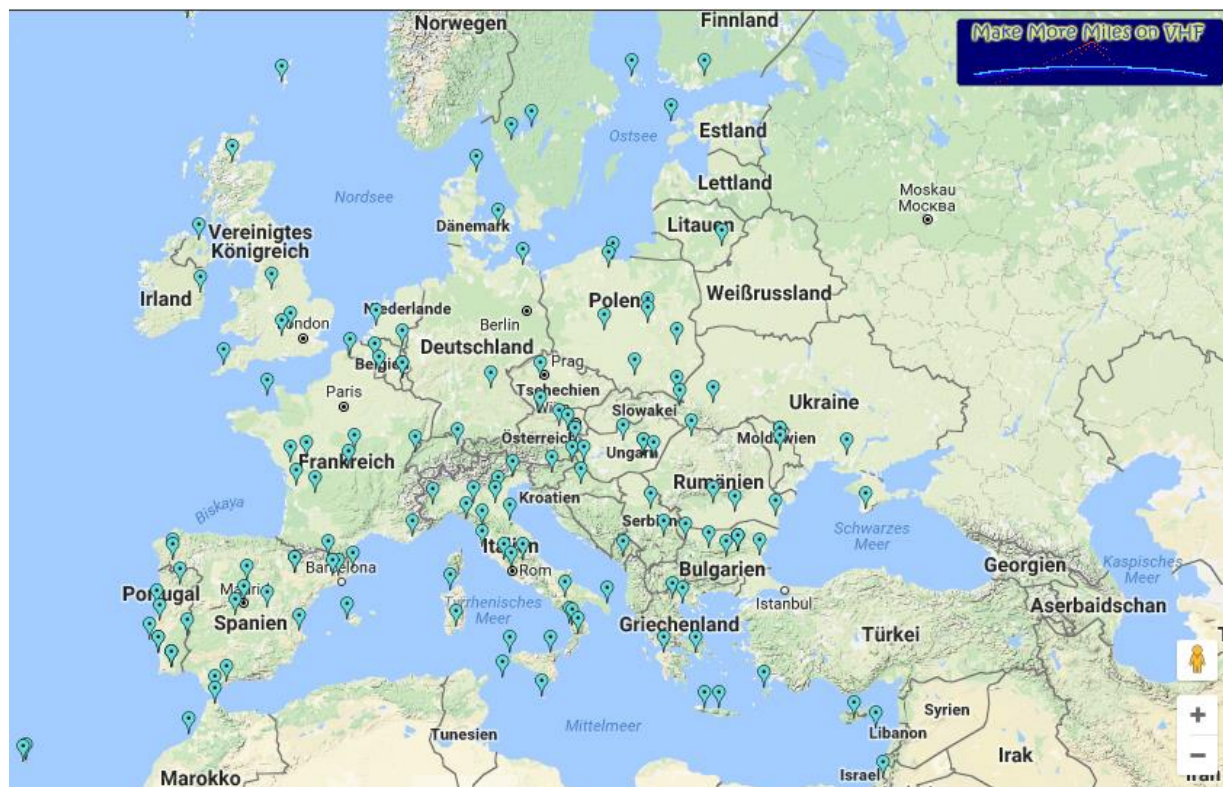 Norwegen
Finnland
Make More Miles on VHF
Ostsee
Estland
Nordsee
Lettland
Moskau
Москва
Dänemark
Litauen
Vereinigtes
Königreich
Irland
Niederlande
Polen
Weißrussland
London
Berlin
Deutschland
Belgien
Prag
Paris
Tschechien
Ukraine
Slowakei
Österreich
Moldawien
Ungarn
Frankreich
Rumänien
Kroatien
Biskaya
Serbien
Schwarzes
Meer
Italien
Kaspisches
Meer
Georgien
Barcelona
Rom
Bulgarien
Istanbul
Aserbaidschan
Portugal
Madrid
Tyrrhenisches
Meer
Spanien
Griechenland
Türkei
Syrien
Mittelmeer
Tunesien
Libanon
Irak
Marokko
Israel
Iran